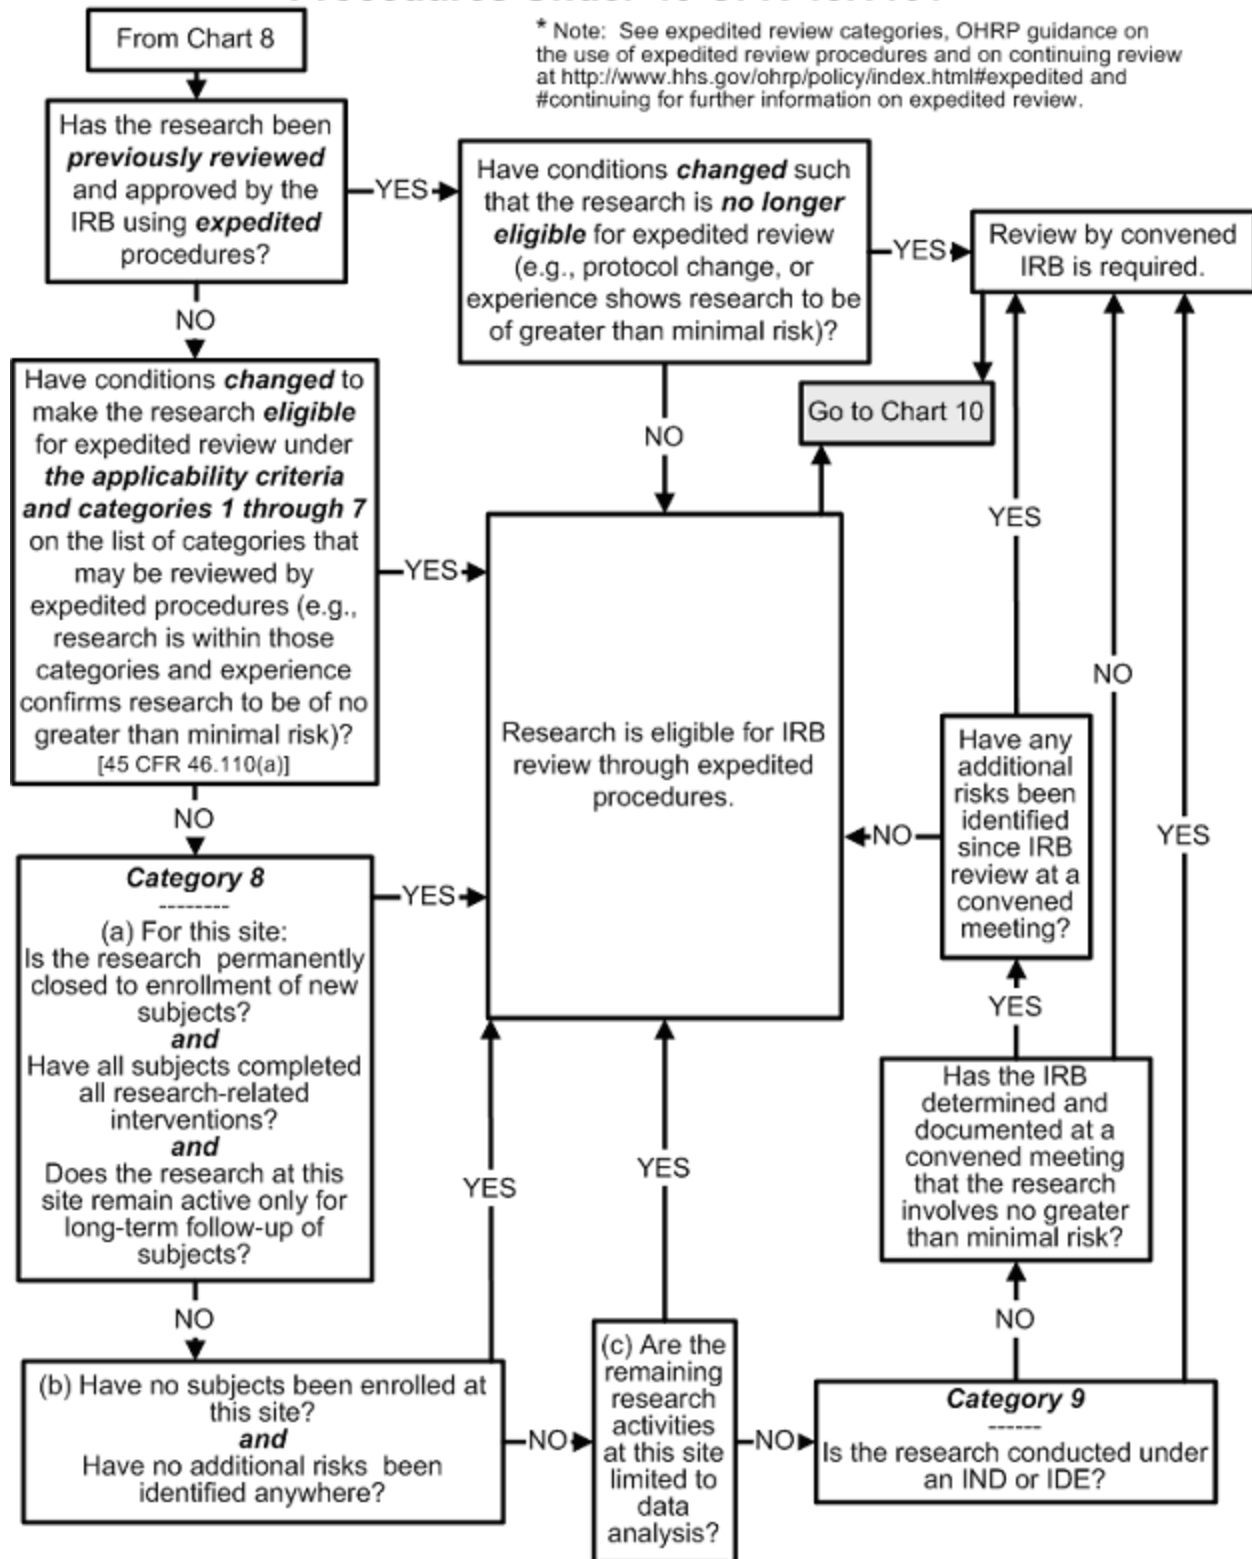 From Chart 8
* Note: See expedited review categories, OHRP guidance on
the use of expedited review procedures and on continuing review
at http://www.hhs.gov/ohrp/policy/index.html#expedited and
#continuing for further information on expedited review.
Has the research been
previously reviewed
and approved by the
IRB using expedited
procedures?
YES
Have conditions changed such
that the research is no longer
eligible for expedited review
(e.g., protocol change, or
experience shows research to be
of greater than minimal risk)?
YES
Review by convened
IRB is required.
NO
NO
Go to Chart 10
Have conditions changed to
make the research eligible
for expedited review under
the applicability criteria
and categories 1 through 7
on the list of categories that
may be reviewed by
expedited procedures (e.g.,
research is within those
categories and experience
confirms research to be of no
greater than minimal risk)?
[45 CFR 46.110(a)]
YES
Research is eligible for IRB
review through expedited
procedures.
YES
NO
YES
Have any
additional
risks been
identified
since IRB
review at a
convened
meeting?
NO
NO
Category 8
--------
(a) For this site:
Is the research permanently
closed to enrollment of new
subjects?
and
Have all subjects completed
all research-related
interventions?
and
Does the research at this
site remain active only for
long-term follow-up of
subjects?
YES
YES
Has the IRB
determined and
documented at a
convened meeting
that the research
involves no greater
than minimal risk?
YES
YES
NO
NO
(b) Have no subjects been enrolled at
this site?
and
Have no additional risks been
identified anywhere?
NO
(c) Are the
remaining
research
activities
at this site
limited to
data
analysis?
NO
Category 9
------
Is the research conducted under
an IND or IDE?